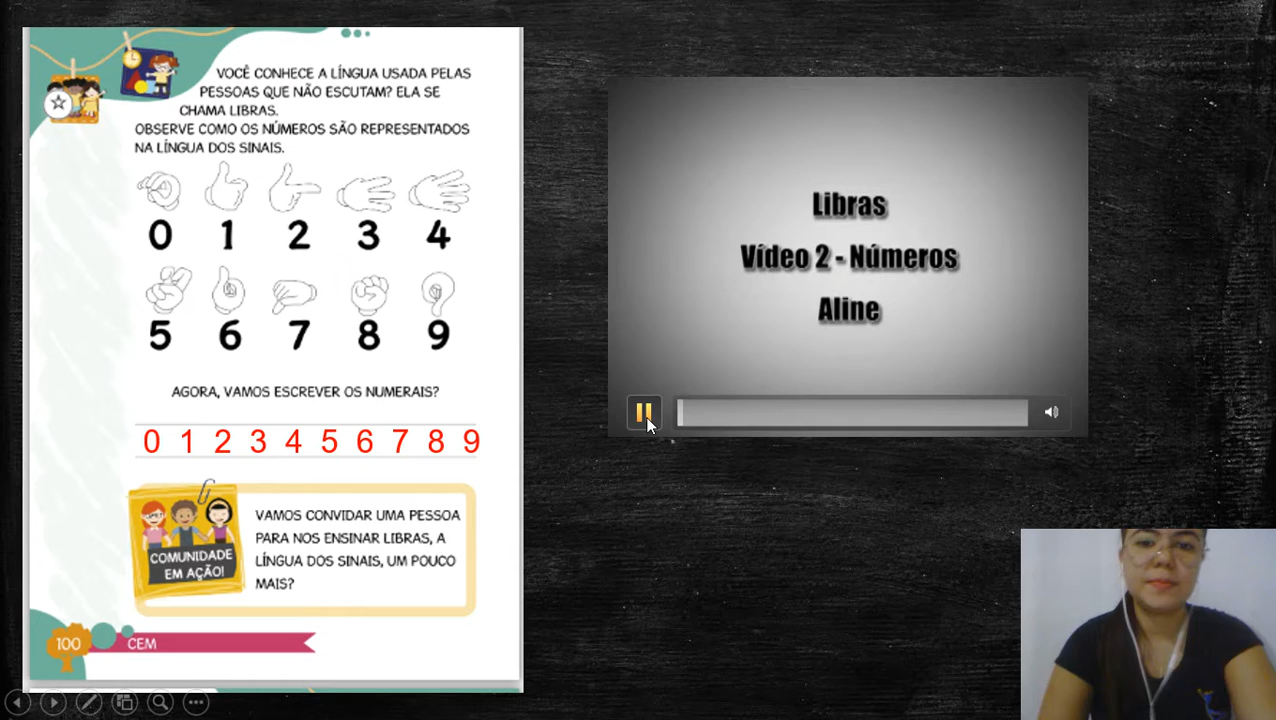 VOCÊ CONHECE A LÍNGUA USADA PELAS
PESSOAS QUE NÃO ESCUTAM? ELA SE
CHAMA LIBRAS.
OBSERVE COMO OS NÚMEROS SÃO REPRESENTADOS
NA LÍNGUA DOS SINAIS.
0 1 2 3 4
5 6 7 8 9
AGORA, VAMOS ESCREVER OS NUMERAIS?
0 1 2 3 4 5 6 7 8 9
COMUNIDADE
EM AÇÃO!
VAMOS CONVIDAR UMA PESSOA
PARA NOS ENSINAR LIBRAS, A
LÍNGUA DOS SINAIS, UM POUCO
MAIS?
100 CEM
Libras
Vídeo 2 - Números
Aline